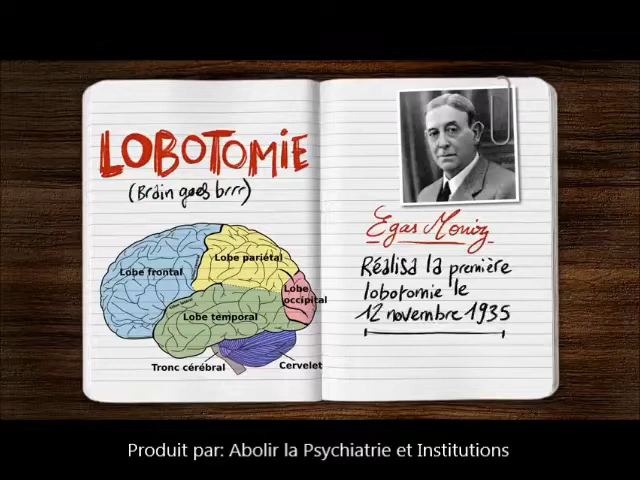 LOBOTOMIE
(Brain goes brrr)
Lobe frontal
Lobe pariétal
Lobe
occipital
Lobe temporal
Tronc cérébral
Cervelet
Egas Moniz
Réalisa la première
lobotomie le
12 novembre 1935
Produit par: Abolir la Psychiatrie et Institutions